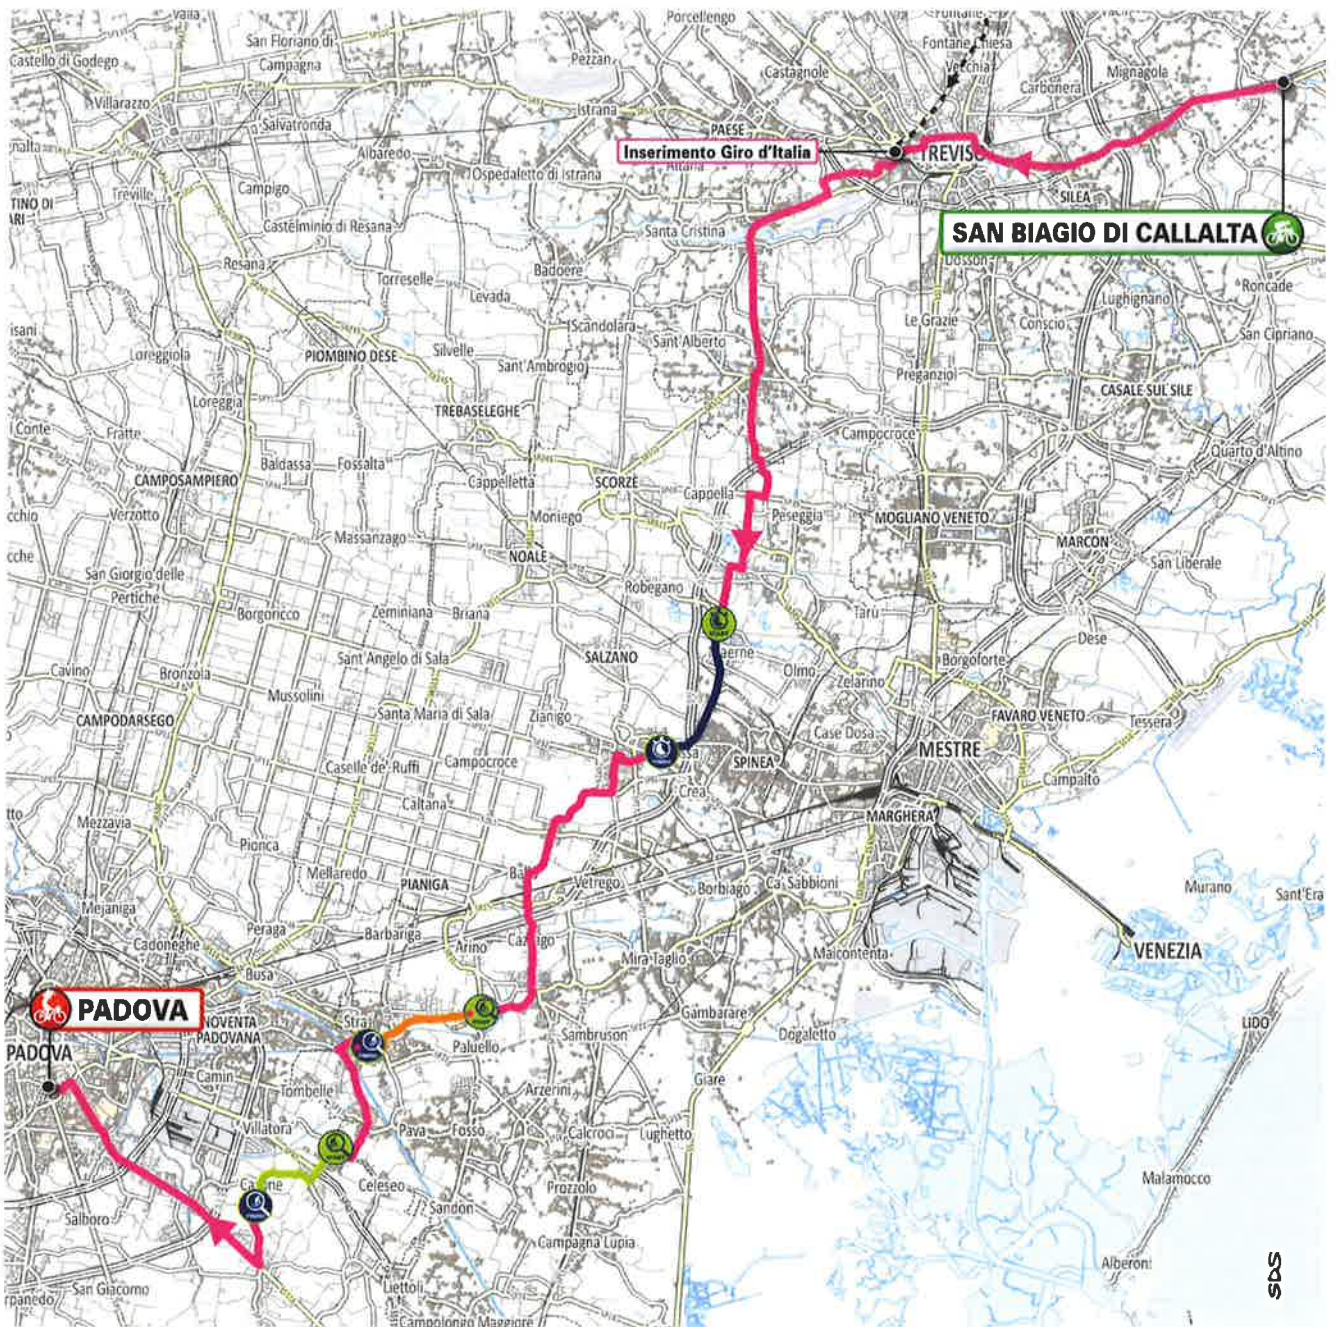 Valla
Porcellengo
Fontane
San Floriano di
Campagna
Castello di Godego
Pezzan
Fontane Chiesa
Vecchia
Castagnole
Mignagola
Carbonera
Villarazzo
Istrana
Salvatronda
PAESE
Albaredo
Inserimento Giro d'Italia
TREVISO
Ospedaletto di Istrana
Treville
Campigo
SILEA
Castelminio di Resana
Santa Cristina
SAN BIAGIO DI CALLALTA
Dosson
Resana
Badoere
Torreselle
Levada
Roncade
Lughignano
Scandolara
Le Grazie
Conscio
San Cipriano
Loreggiola
PIOMBINO DESE
Silvelle
Sant'Alberto
Sant'Ambrogio
Preganziol
CASALE SUL SILE
Loreggia
TREBASELEGHE
Fratte
Campocroce
Quarto d'Altino
Baldassa
Fossalta
CAMPOSAMPIERO
Cappelletta
SCORZÈ
Cappella
Verzotto
Moniego
Peseggia
MOGLIANO VENETO
Massanzago
MARCON
NOALE
San Liberale
San Giorgio delle
Pertiche
Robegano
Borgoricco
Zeminiana
Briana
Tarù
Dese
Sant'Angelo di Sala
SALZANO
Olmo
Borgoforte
Cavino
Bronzola
Zelarino
Mussolini
Santa Maria di Sala
Zianigo
CAMPODARSEGO
FAVARO VENETO
Tessera
Case Dosa
MESTRE
Caselle de' Ruffi
Campocroce
SPINEA
Campalto
Crea
Caltana
Mezzavia
MARGHERA
Pionca
Mellaredo
PIANIGA
Vetrego
Borbiago
Ca' Sabbioni
Murano
Mejaniga
Peraga
Barbariga
Cadoneghe
Arino
Mira Taglio
Malcontenta
VENEZIA
Busa
PADOVA
NOVENTA
PADOVANA
Gambarare
LIDO
Sambruson
Dogaletto
Paluello
PADOVA
Camin
Tombelle
Arzerini
Giare
Villatora
Pava
Fosso
Calcroci
Lughetto
Celeseo
Prozzolo
Malamocco
Sandon
Salboro
Campagna Lupia
Alberoni
San Giacomo
Liettoli
Campolongo Maggiore
SDS